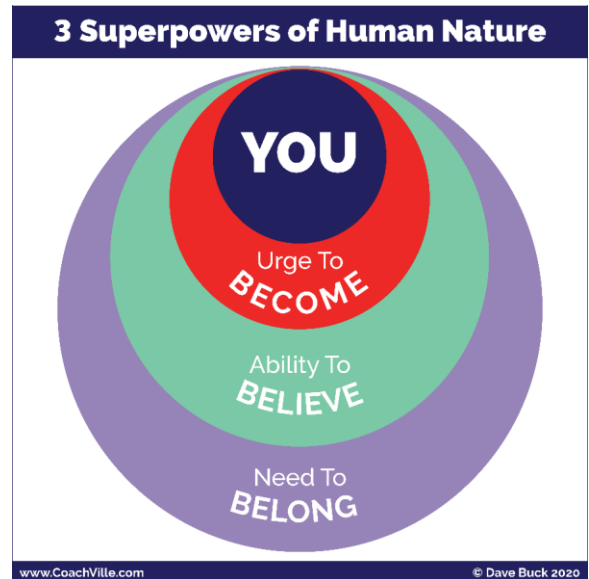 3 Superpowers of Human Nature
YOU
Urge To
BECOME
Ability To
BELIEVE
Need To
BELONG
www.CoachVille.com
© Dave Buck 2020